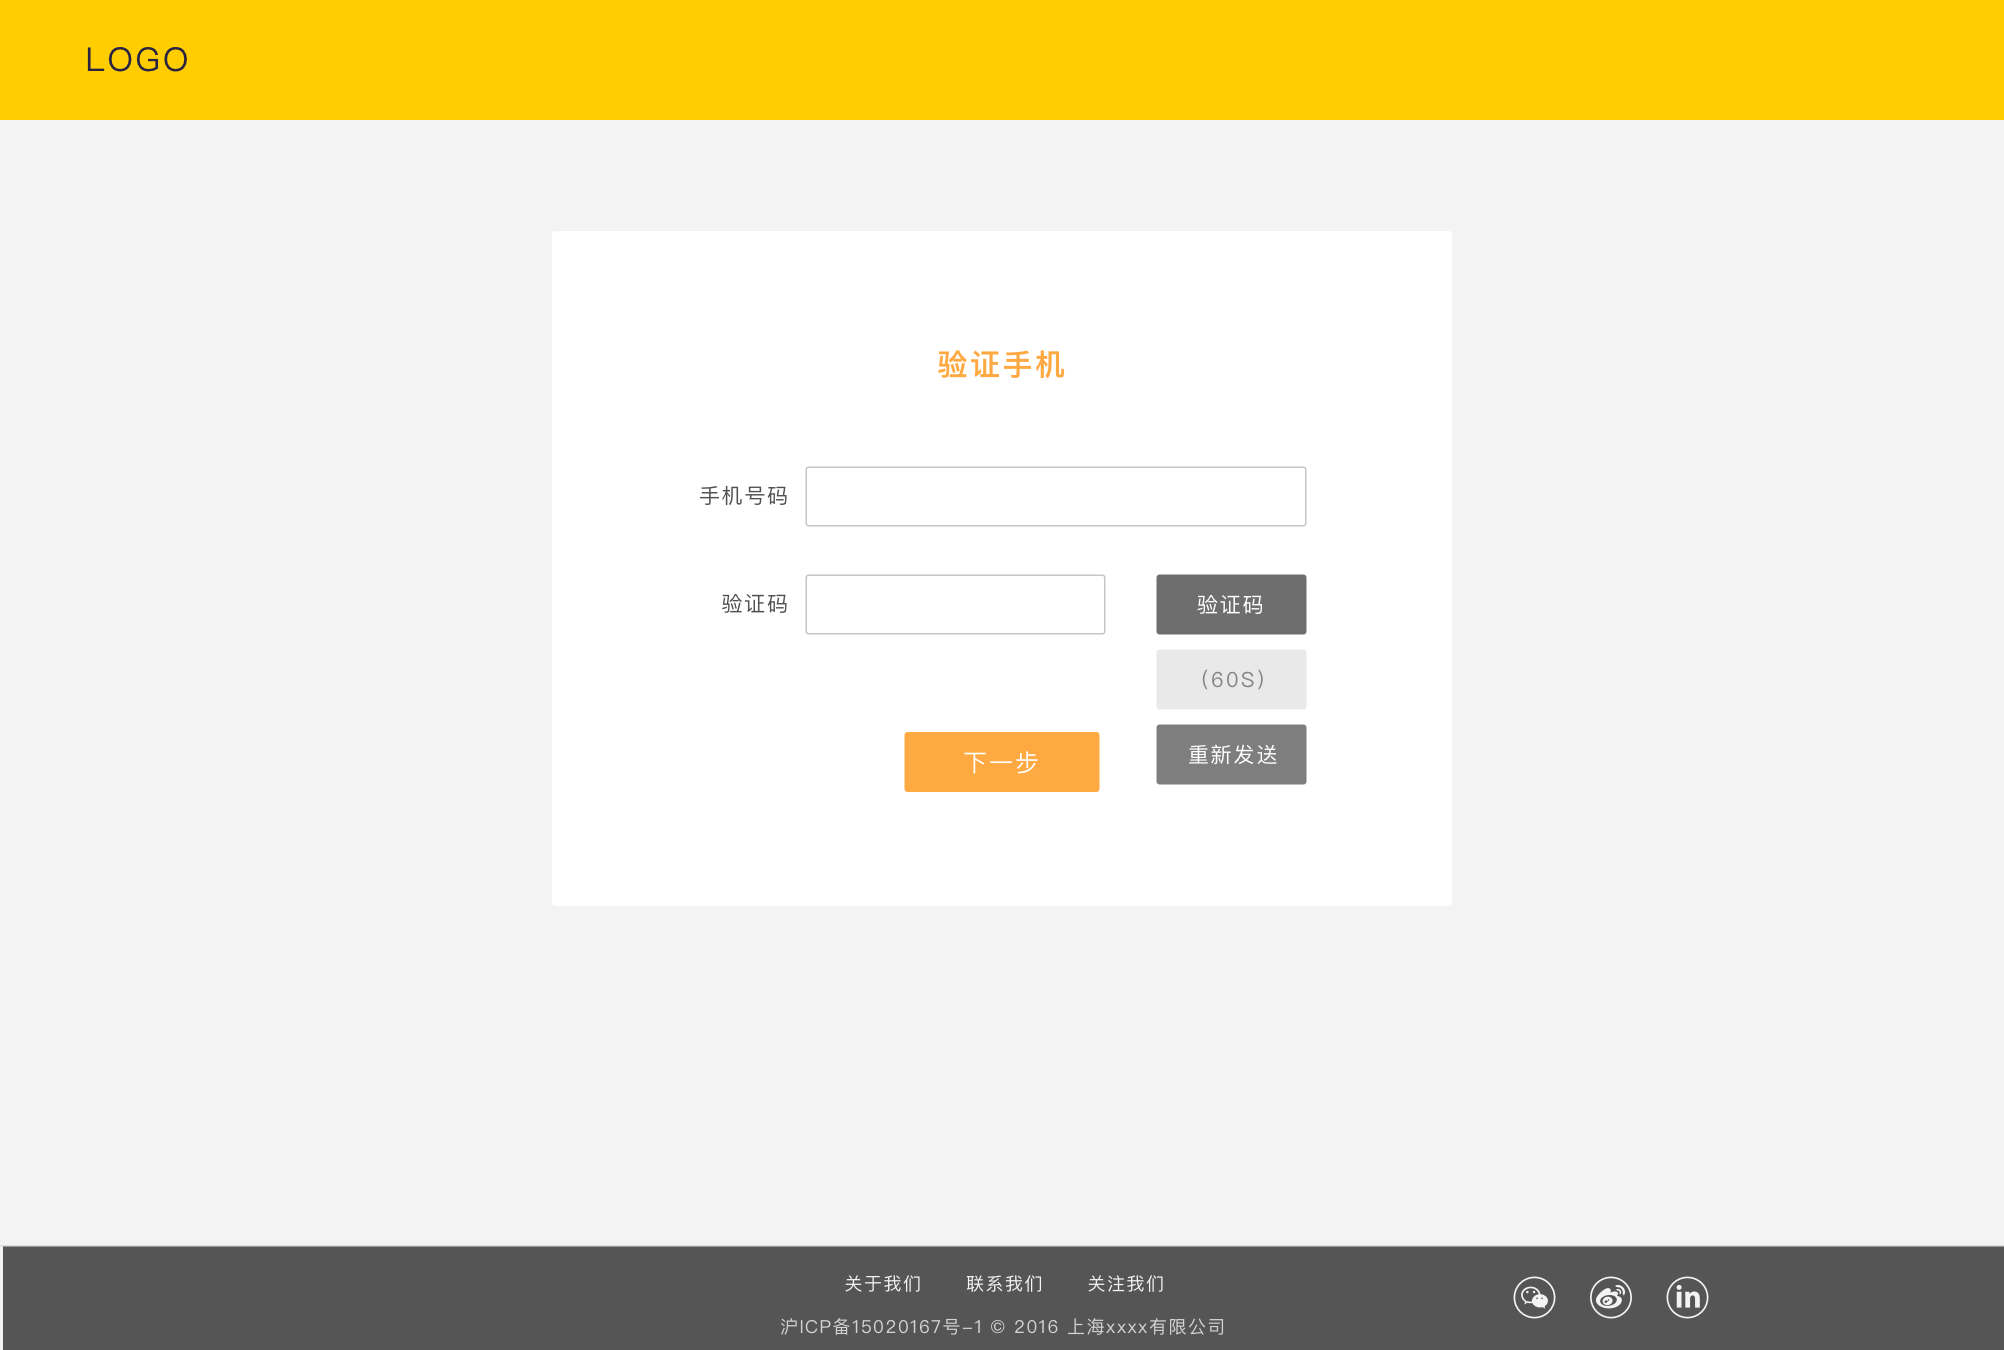 LOGO
验证手机
手机号码
验证码 验证码
(60S)
下一步 重新发送
关于我们 联系我们 关注我们
沪ICP备15020167号-1 © 2016 上海xxxx有限公司
in